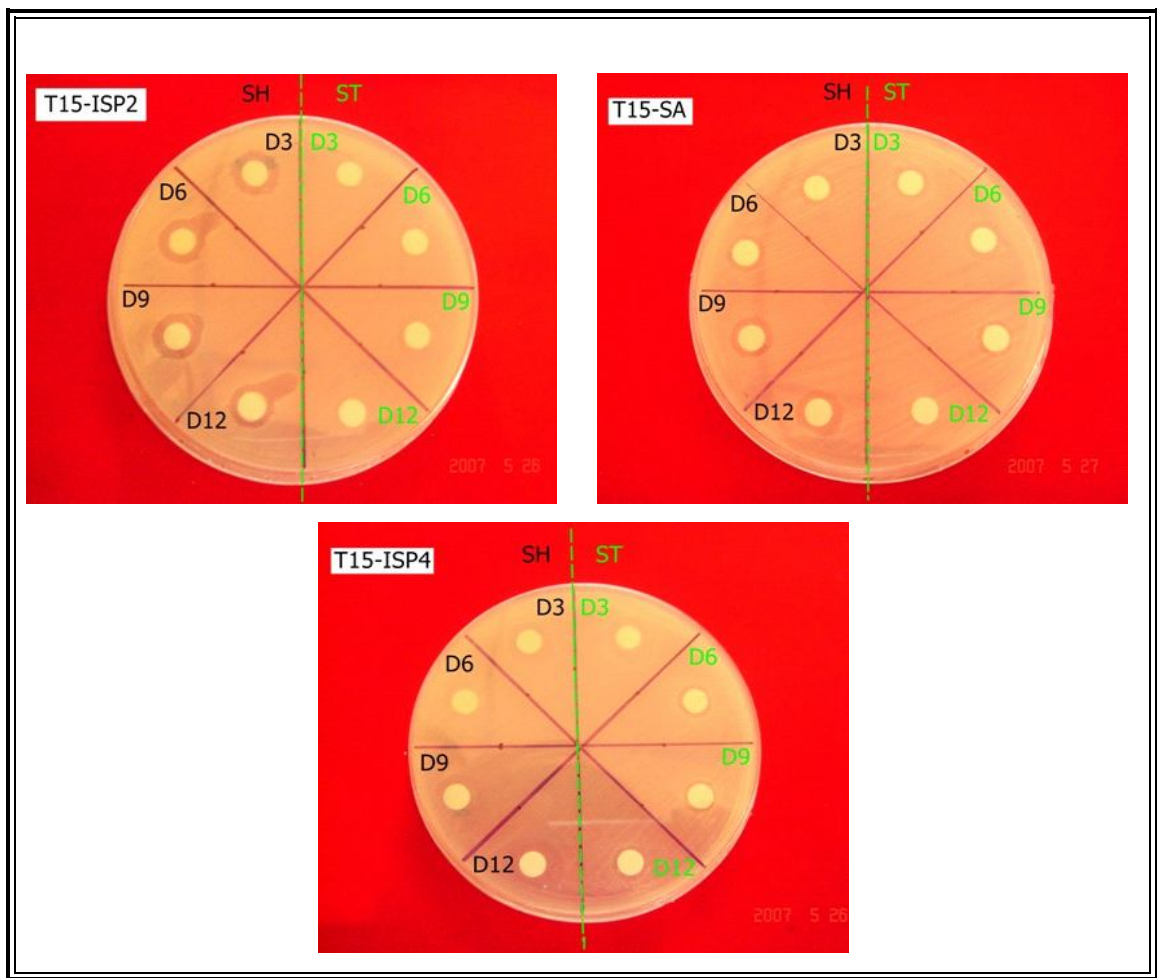 T15-ISP2
SH ST
D3 D3
D6 D6
D9 D9
D12 D12
2007 5 26
T15-SA
SH ST
D3 D3
D6 D6
D9 D9
D12 D12
2007 5 27
T15-ISP4
SH ST
D3 D3
D6 D6
D9 D9
D12 D12
2007 5 26